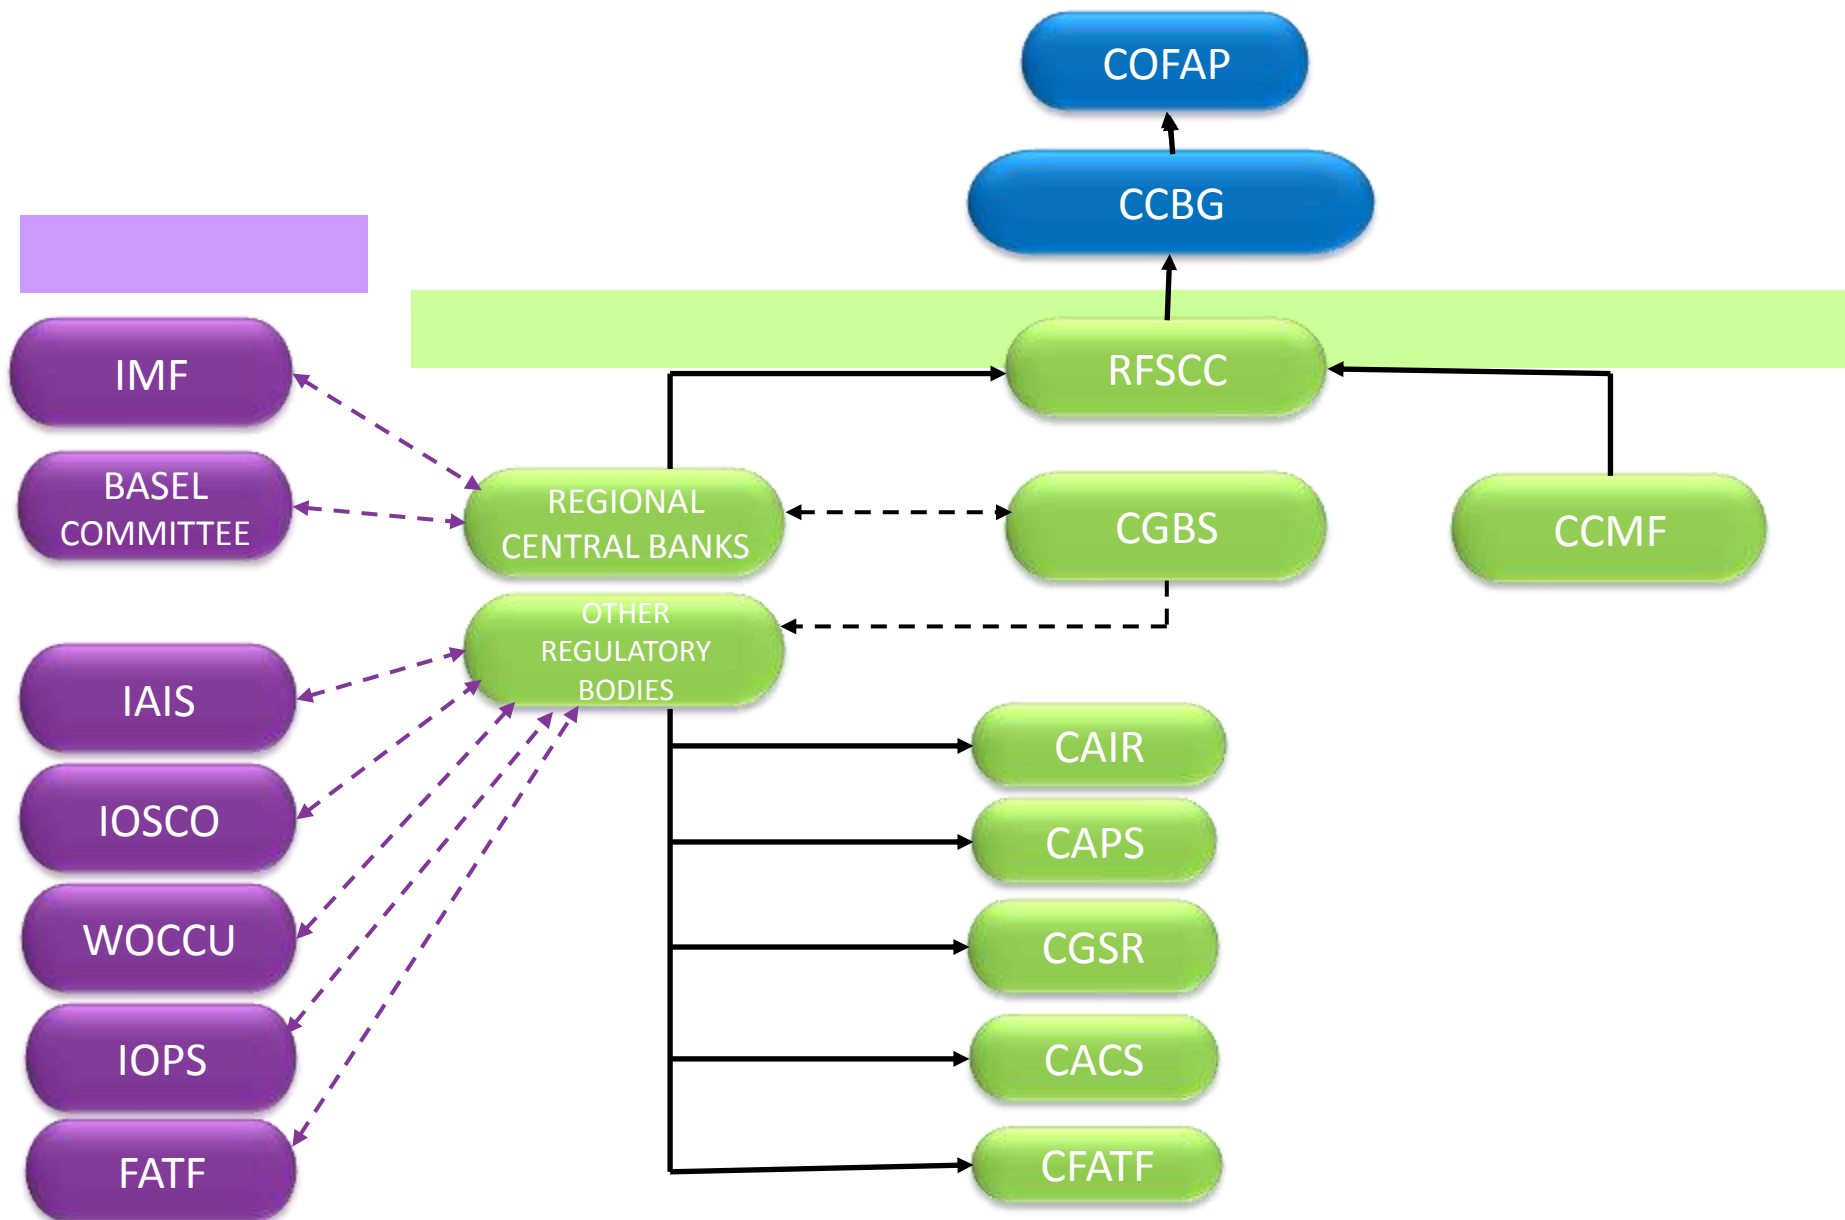 COFAP
CCBG
IMF
RFSCC
BASEL
COMMITTEE
REGIONAL
CENTRAL BANKS
CGBS
CCMF
OTHER
REGULATORY
BODIES
IAIS
CAIR
IOSCO
CAPS
WOCCU
CGSR
IOPS
CACS
FATF
CFATF